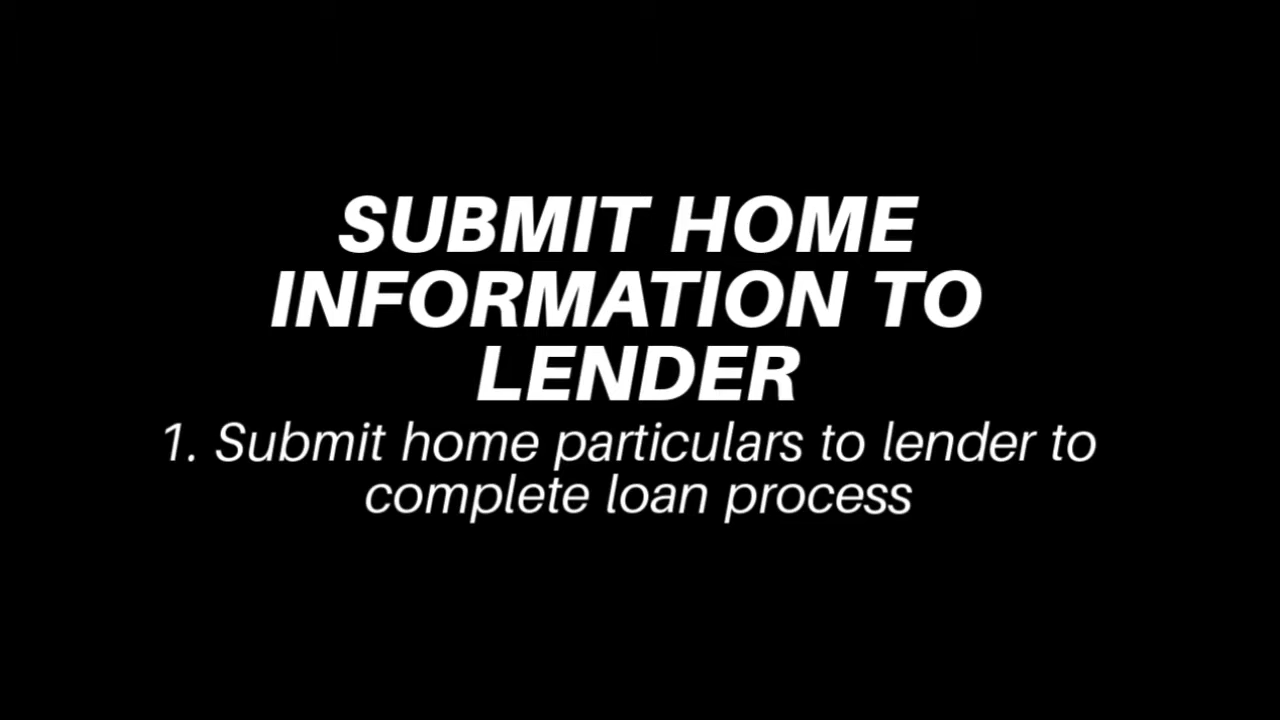 SUBMIT HOME
INFORMATION TO
LENDER
1. Submit home particulars to lender to
complete loan process